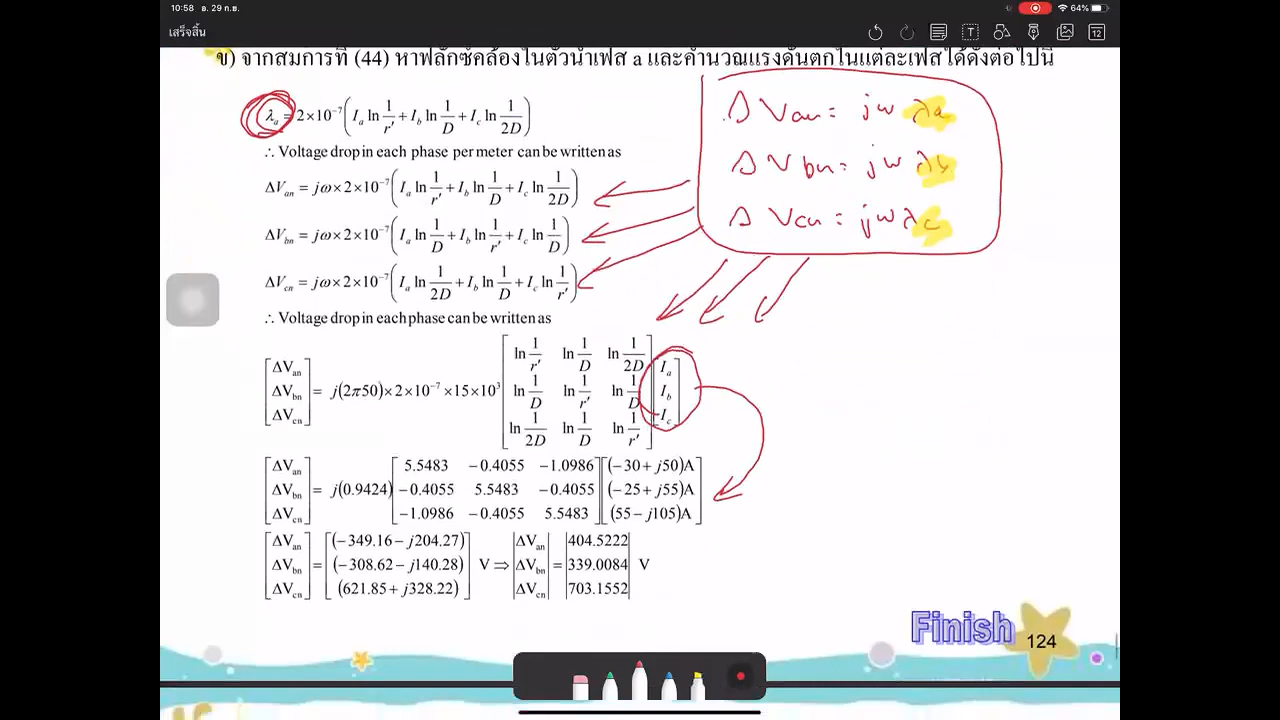 10:58 อ. 29 ก.ย.
64%
เสร็จสิ้น
12
ข) จากสมการที่ (44) หาฟลักซ์คล้องในตัวนำเฟส a และคำนวณแรงดันตกในแต่ละเฟสได้ดังต่อไปนี้
λa = 2×10⁻⁷ (Ia ln 1/r′ + Ib ln 1/D + Ic ln 1/2D)
∴ Voltage drop in each phase per meter can be written as
ΔVan = jω×2×10⁻⁷ (Ia ln 1/r′ + Ib ln 1/D + Ic ln 1/2D)
ΔVbn = jω×2×10⁻⁷ (Ia ln 1/D + Ib ln 1/r′ + Ic ln 1/D)
ΔVcn = jω×2×10⁻⁷ (Ia ln 1/2D + Ib ln 1/D + Ic ln 1/r′)
Δ Van = jω λa
Δ Vbn = jω λb
Δ Vcn = jω λc
∴ Voltage drop in each phase can be written as
[ΔVan] [ln 1/r′ ln 1/D ln 1/2D] [Ia]
[ΔVbn] = j(2π50)×2×10⁻⁷×15×10³ [ln 1/D ln 1/r′ ln 1/D] [Ib]
[ΔVcn] [ln 1/2D ln 1/D ln 1/r′] [Ic]
[ΔVan] [5.5483 −0.4055 −1.0986] [(−30 + j50)A]
[ΔVbn] = j(0.9424) [−0.4055 5.5483 −0.4055] [(−25 + j55)A]
[ΔVcn] [−1.0986 −0.4055 5.5483] [(55 − j105)A]
[ΔVan] [(−349.16 − j204.27)] |ΔVan| |404.5222|
[ΔVbn] = [(−308.62 − j140.28)] V ⇒ |ΔVbn| = |339.0084| V
[ΔVcn] [(621.85 + j328.22)] |ΔVcn| |703.1552|
Finish
124